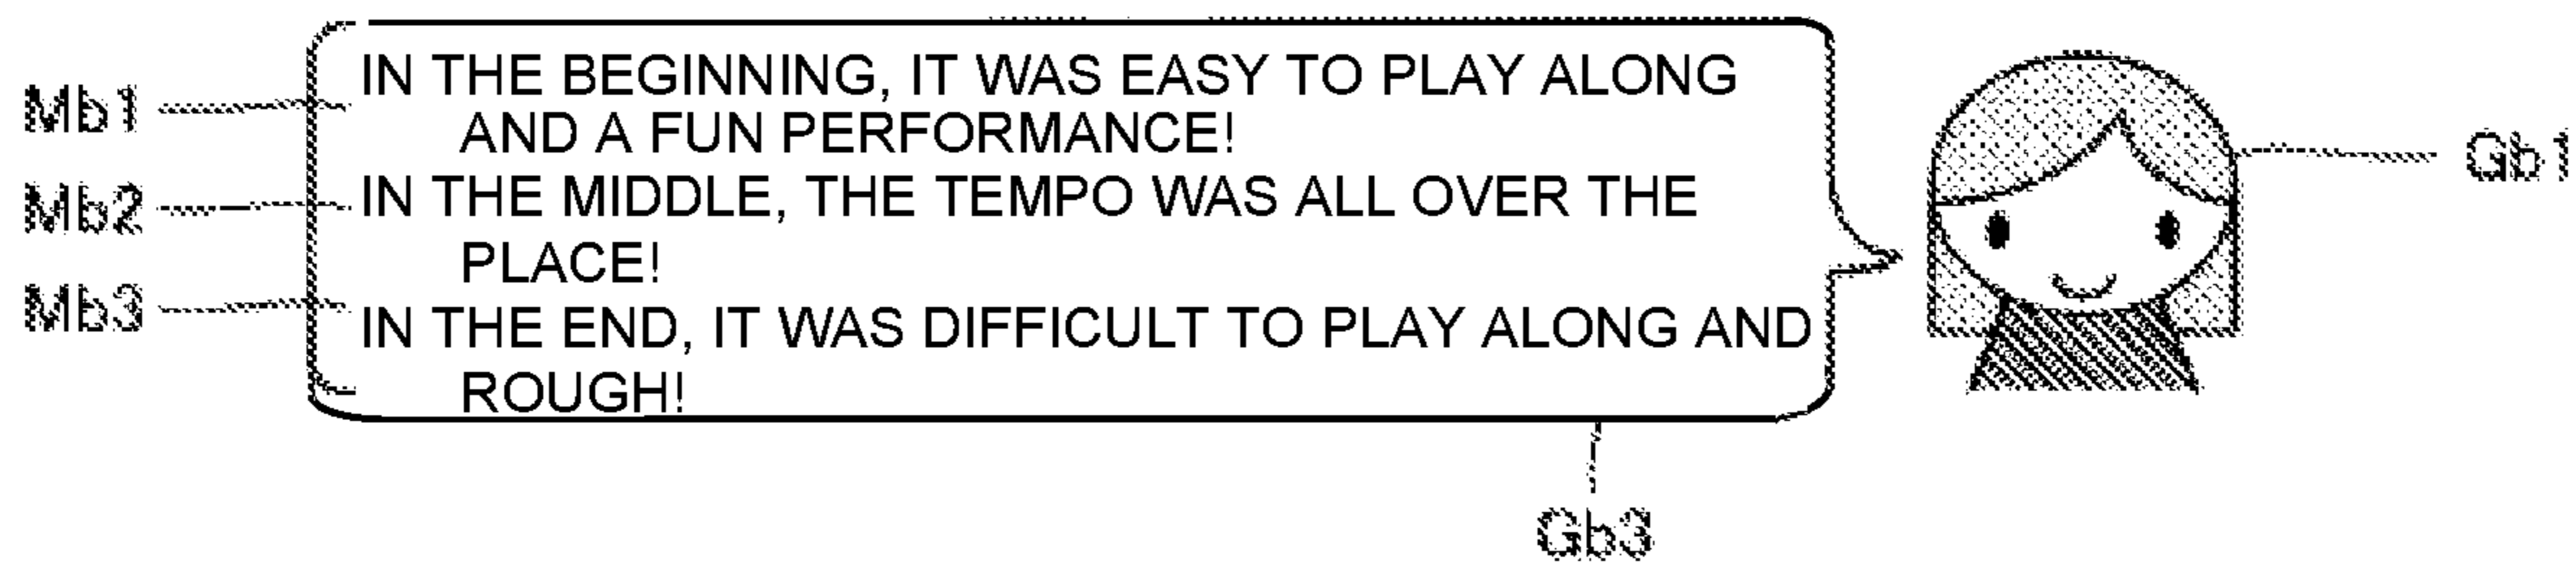 Mb1
IN THE BEGINNING, IT WAS EASY TO PLAY ALONG
AND A FUN PERFORMANCE!
Mb2
IN THE MIDDLE, THE TEMPO WAS ALL OVER THE
PLACE!
Mb3
IN THE END, IT WAS DIFFICULT TO PLAY ALONG AND
ROUGH!
Gb1
Gb3